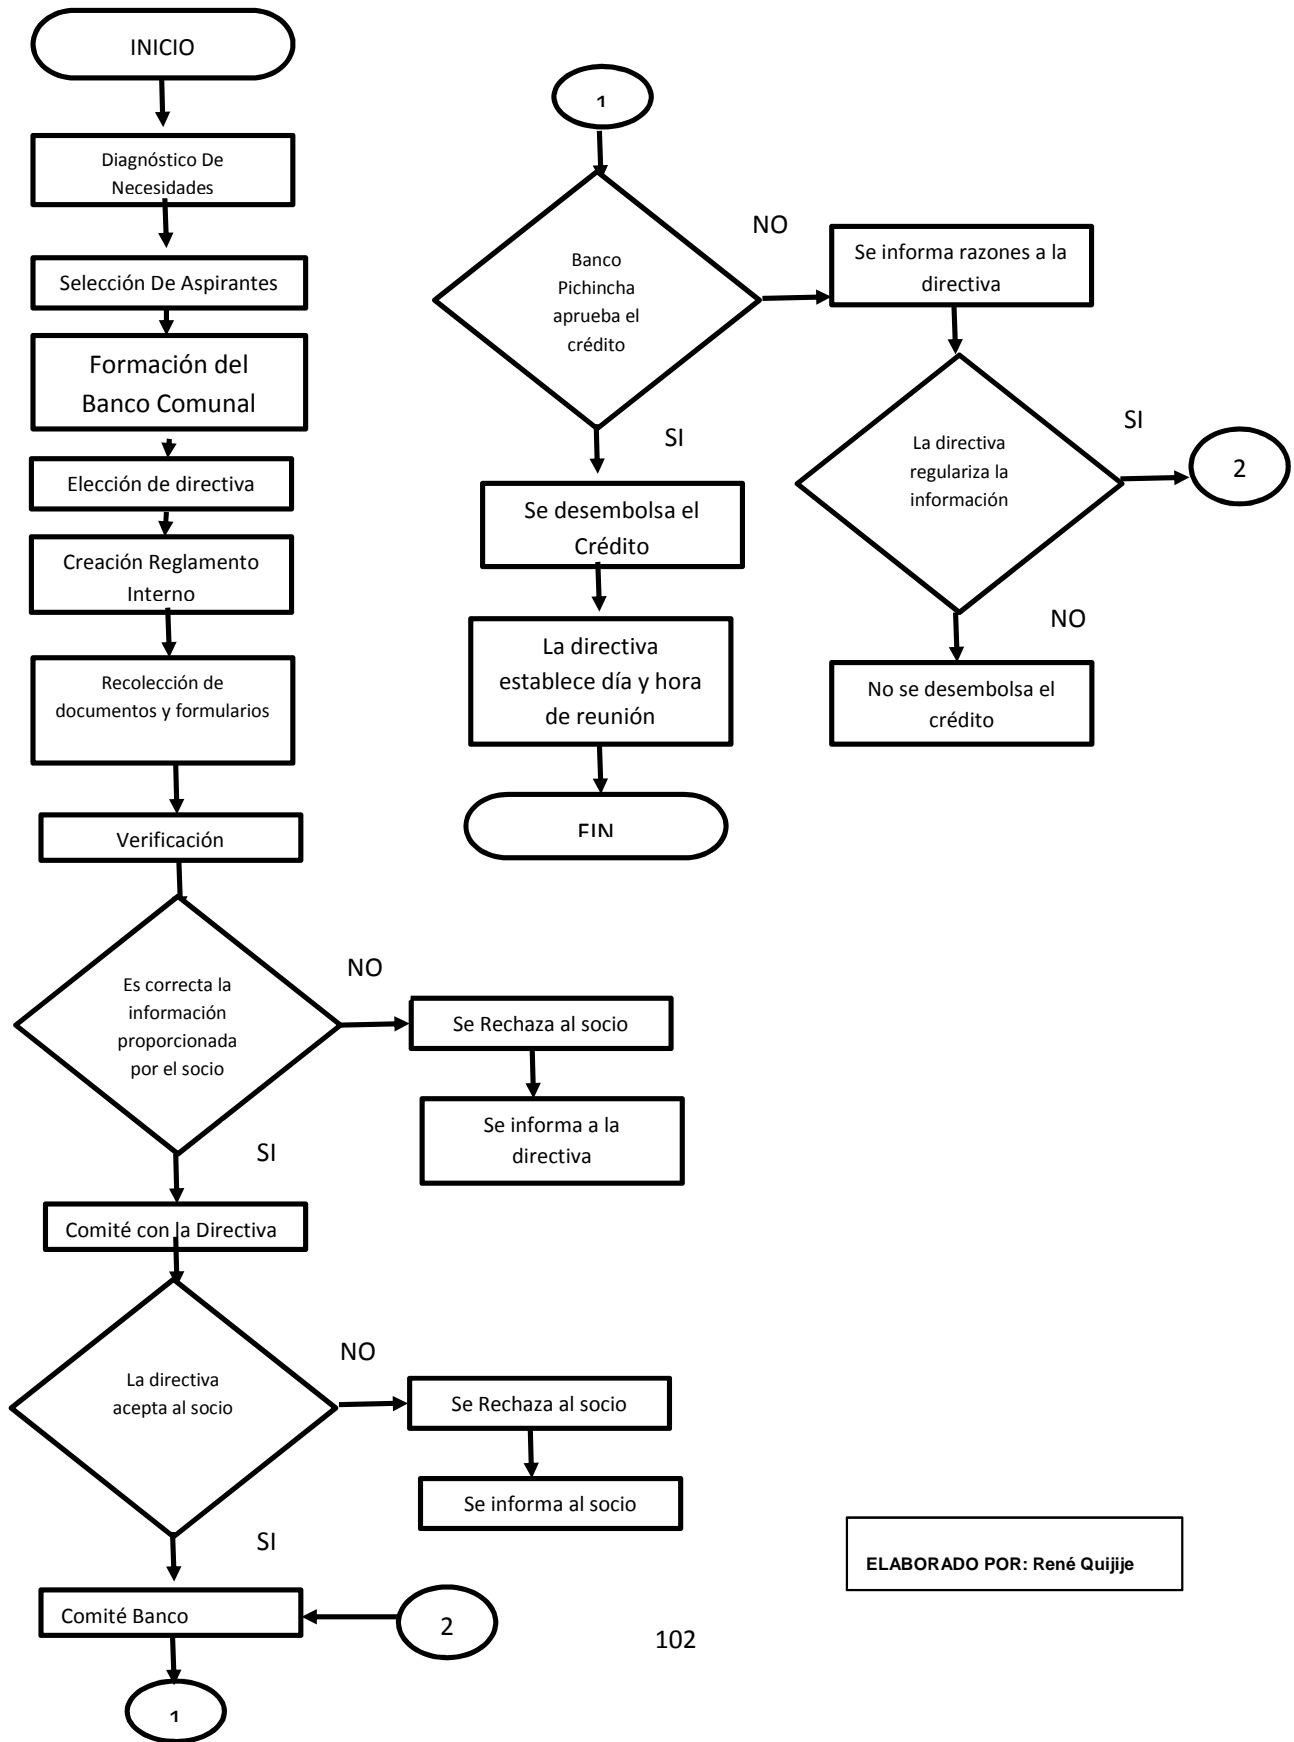 INICIO
Diagnóstico De
Necesidades
Selección De Aspirantes
Formación del
Banco Comunal
Elección de directiva
Creación Reglamento
Interno
Recolección de
documentos y formularios
Verificación
Es correcta la
información
proporcionada
por el socio
NO
Se Rechaza al socio
Se informa a la
directiva
SI
Comité con la Directiva
La directiva
acepta al socio
NO
Se Rechaza al socio
Se informa al socio
SI
Comité Banco
2
1
1
Banco
Pichincha
aprueba el
crédito
NO
Se informa razones a la
directiva
SI
Se desembolsa el
Crédito
La directiva
establece día y hora
de reunión
FIN
La directiva
regulariza la
información
SI
2
NO
No se desembolsa el
crédito
ELABORADO POR: René Quijije
102